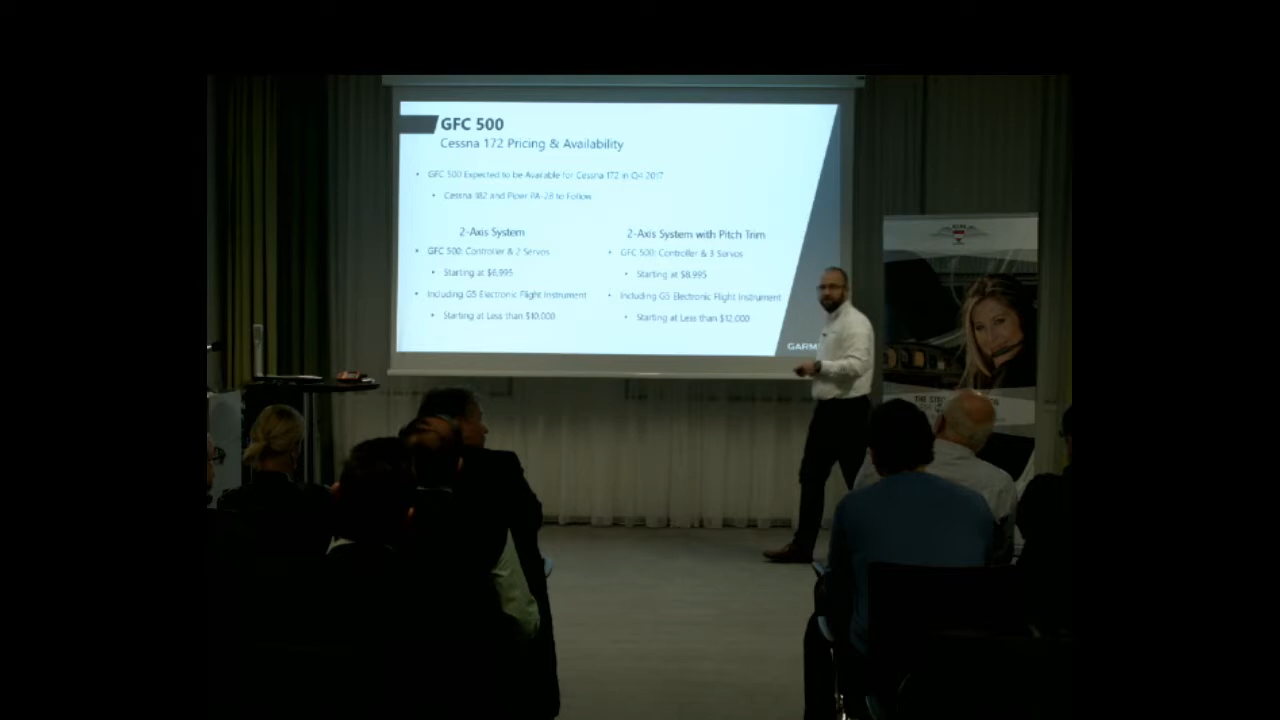 GFC 500
Cessna 172 Pricing & Availability
• GFC 500 Expected to be Available for Cessna 172 in Q4 2017
• Cessna 182 and Piper PA-28 to Follow
2-Axis System
• GFC 500: Controller & 2 Servos
• Starting at $6,995
• Including G5 Electronic Flight Instrument
• Starting at Less than $10,000
2-Axis System with Pitch Trim
• GFC 500: Controller & 3 Servos
• Starting at $8,995
• Including G5 Electronic Flight Instrument
• Starting at Less than $12,000
GARM
THE